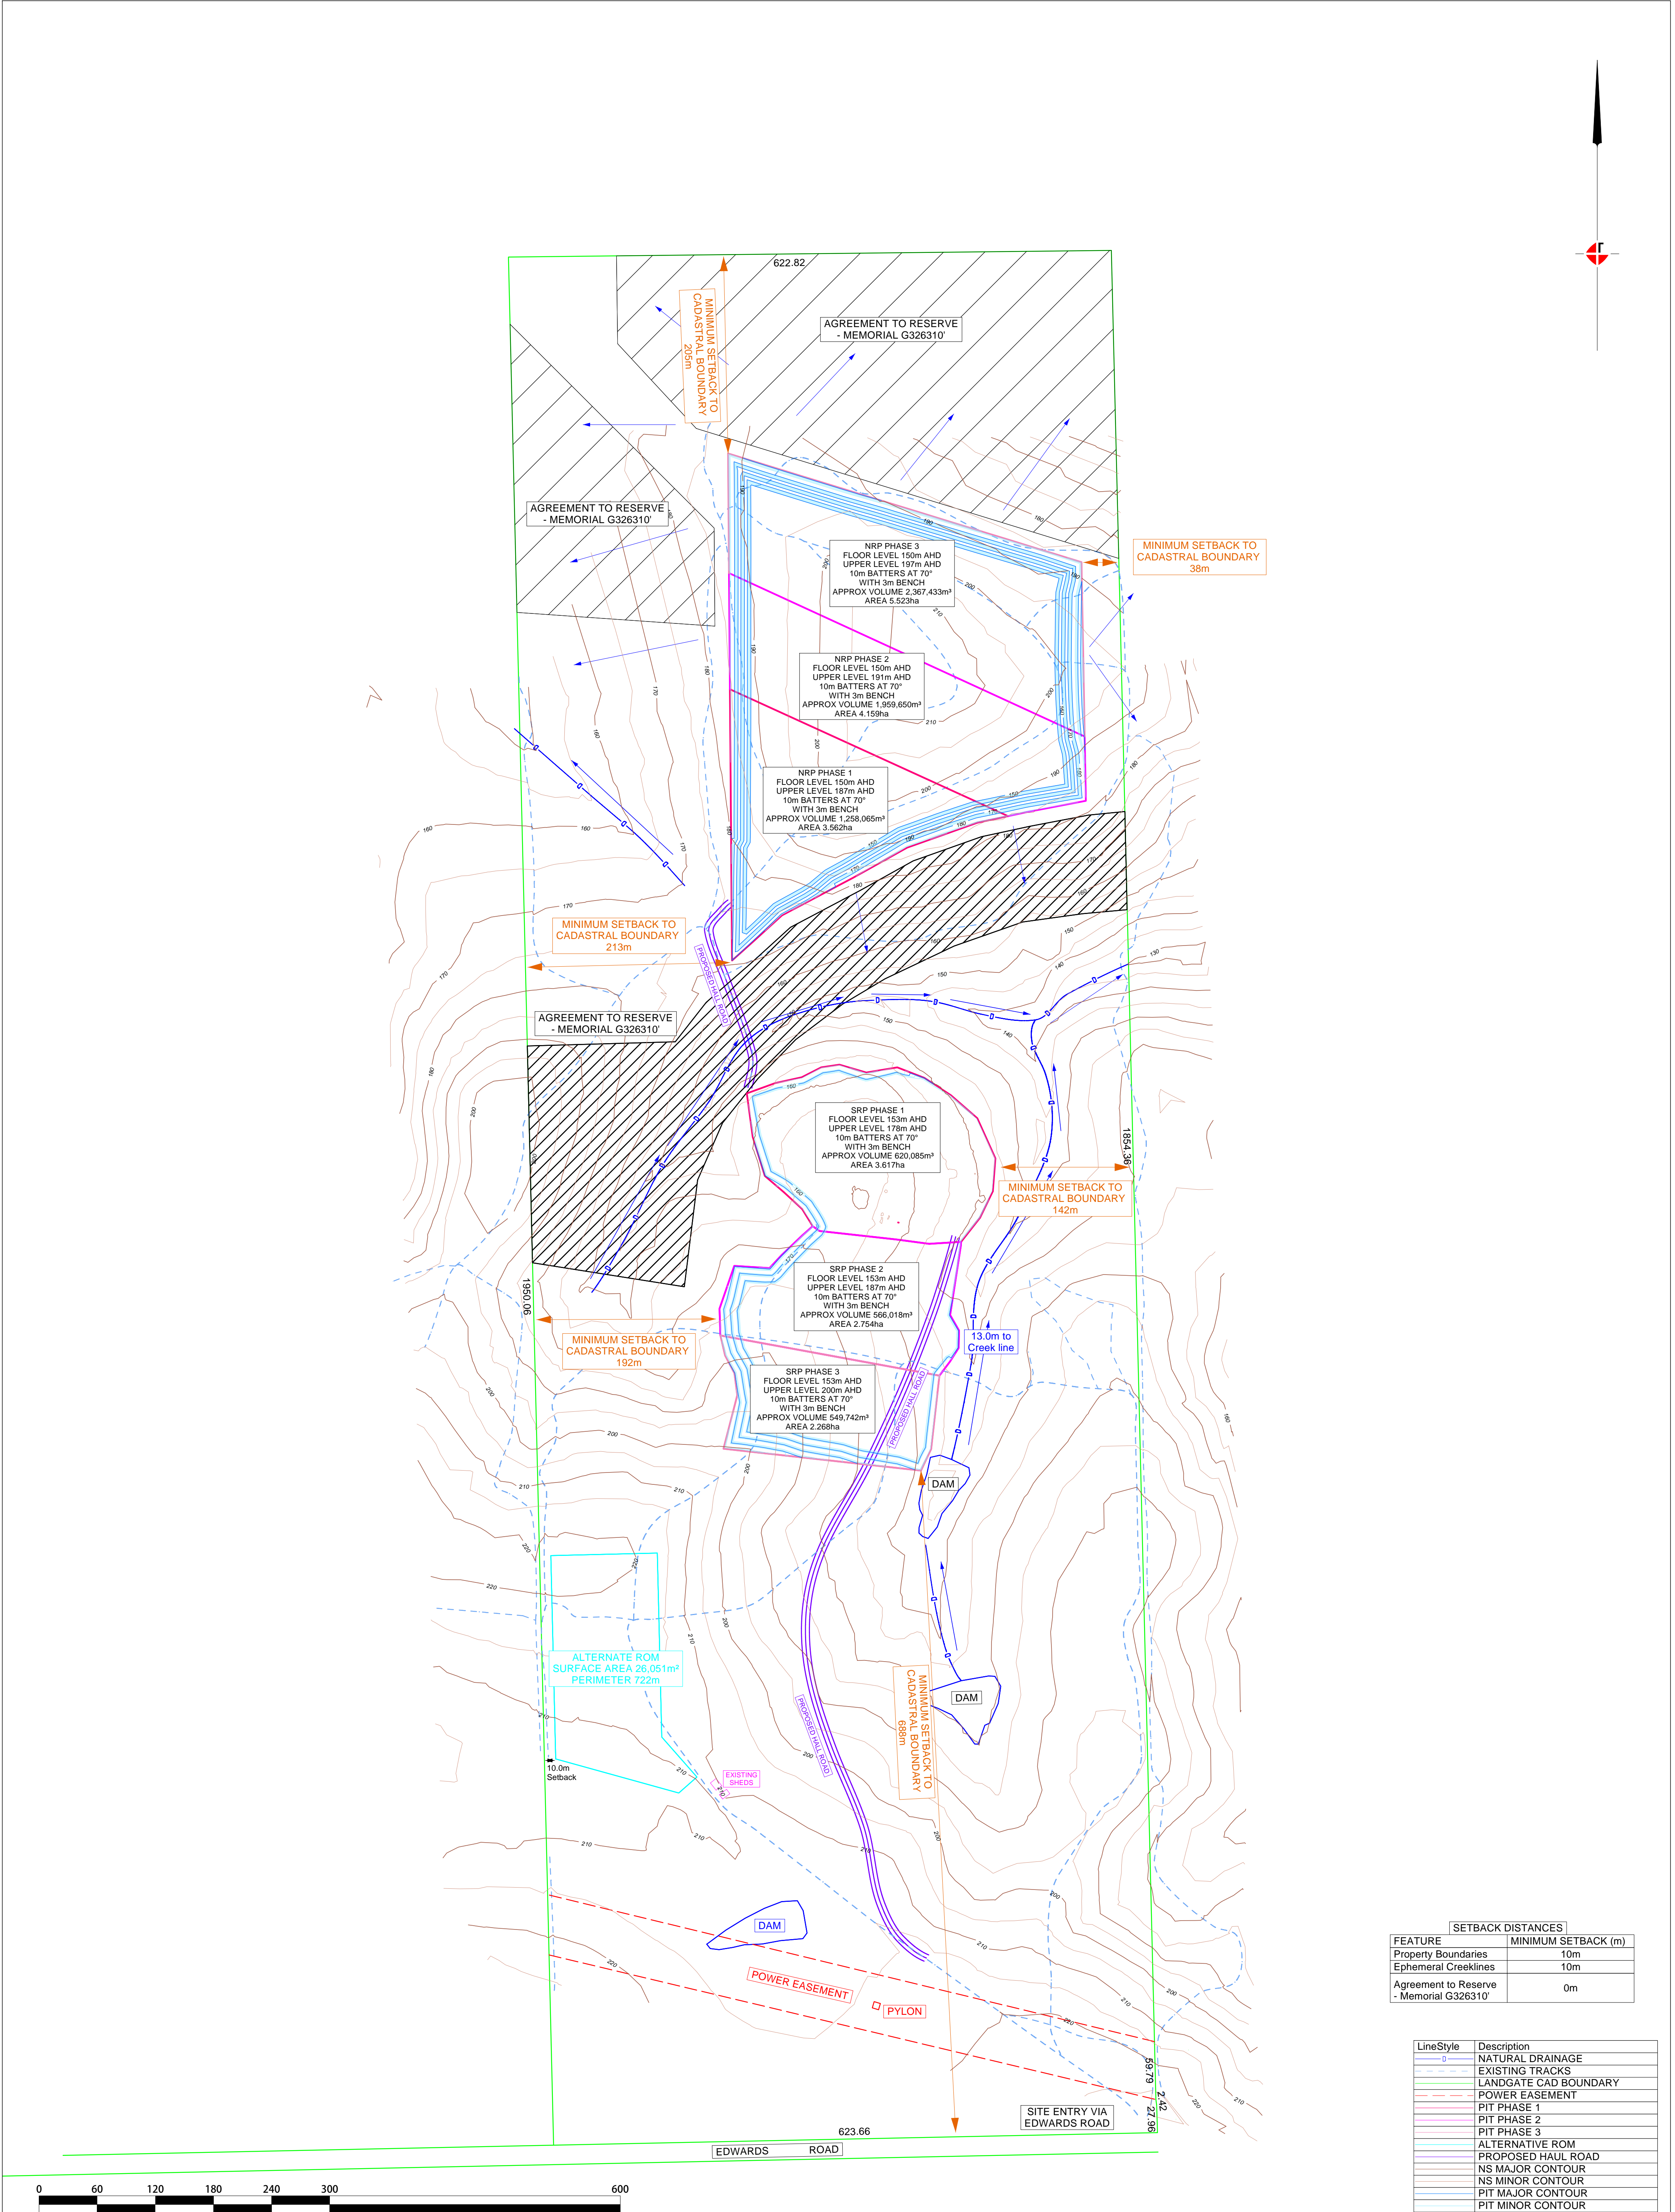 622.82
MINIMUM SETBACK TO
CADASTRAL BOUNDARY
205m
AGREEMENT TO RESERVE
- MEMORIAL G326310'
AGREEMENT TO RESERVE
- MEMORIAL G326310'
MINIMUM SETBACK TO
CADASTRAL BOUNDARY
38m
NRP PHASE 3
FLOOR LEVEL 150m AHD
UPPER LEVEL 197m AHD
10m BATTERS AT 70°
WITH 3m BENCH
APPROX VOLUME 2,367,433m³
AREA 5.523ha
NRP PHASE 2
FLOOR LEVEL 150m AHD
UPPER LEVEL 191m AHD
10m BATTERS AT 70°
WITH 3m BENCH
APPROX VOLUME 1,959,650m³
AREA 4.159ha
NRP PHASE 1
FLOOR LEVEL 150m AHD
UPPER LEVEL 187m AHD
10m BATTERS AT 70°
WITH 3m BENCH
APPROX VOLUME 1,258,065m³
AREA 3.562ha
MINIMUM SETBACK TO
CADASTRAL BOUNDARY
213m
PROPOSED HALL ROAD
AGREEMENT TO RESERVE
- MEMORIAL G326310'
SRP PHASE 1
FLOOR LEVEL 153m AHD
UPPER LEVEL 178m AHD
10m BATTERS AT 70°
WITH 3m BENCH
APPROX VOLUME 620,085m³
AREA 3.617ha
1854.36
MINIMUM SETBACK TO
CADASTRAL BOUNDARY
142m
1950.06
SRP PHASE 2
FLOOR LEVEL 153m AHD
UPPER LEVEL 187m AHD
10m BATTERS AT 70°
WITH 3m BENCH
APPROX VOLUME 566,018m³
AREA 2.754ha
13.0m to
Creek line
MINIMUM SETBACK TO
CADASTRAL BOUNDARY
192m
SRP PHASE 3
FLOOR LEVEL 153m AHD
UPPER LEVEL 200m AHD
10m BATTERS AT 70°
WITH 3m BENCH
APPROX VOLUME 549,742m³
AREA 2.268ha
PROPOSED HALL ROAD
DAM
ALTERNATE ROM
SURFACE AREA 26,051m²
PERIMETER 722m
DAM
MINIMUM SETBACK TO
CADASTRAL BOUNDARY
688m
PROPOSED HALL ROAD
10.0m
Setback
EXISTING
SHEDS
DAM
POWER EASEMENT
PYLON
59.79
2.42
27.96
SITE ENTRY VIA
EDWARDS ROAD
623.66
EDWARDS ROAD
0 60 120 180 240 300 600
SETBACK DISTANCES
FEATURE MINIMUM SETBACK (m)
Property Boundaries 10m
Ephemeral Creeklines 10m
Agreement to Reserve
- Memorial G326310' 0m
LineStyle Description
NATURAL DRAINAGE
EXISTING TRACKS
LANDGATE CAD BOUNDARY
POWER EASEMENT
PIT PHASE 1
PIT PHASE 2
PIT PHASE 3
ALTERNATIVE ROM
PROPOSED HAUL ROAD
NS MAJOR CONTOUR
NS MINOR CONTOUR
PIT MAJOR CONTOUR
PIT MINOR CONTOUR